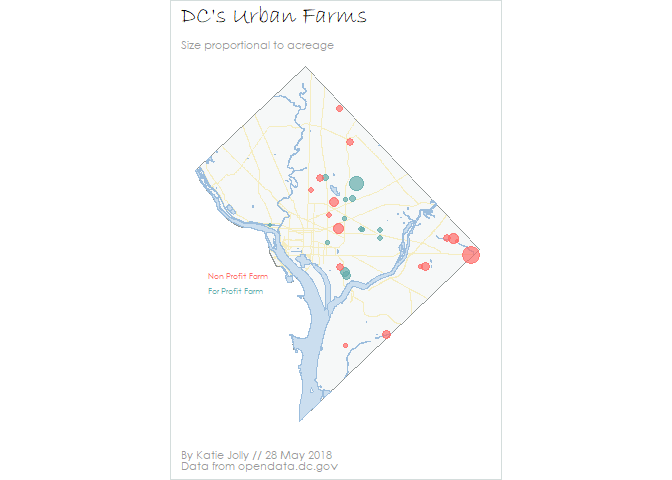 DC's Urban Farms
Size proportional to acreage
Non Profit Farm
For Profit Farm
By Katie Jolly // 28 May 2018
Data from opendata.dc.gov